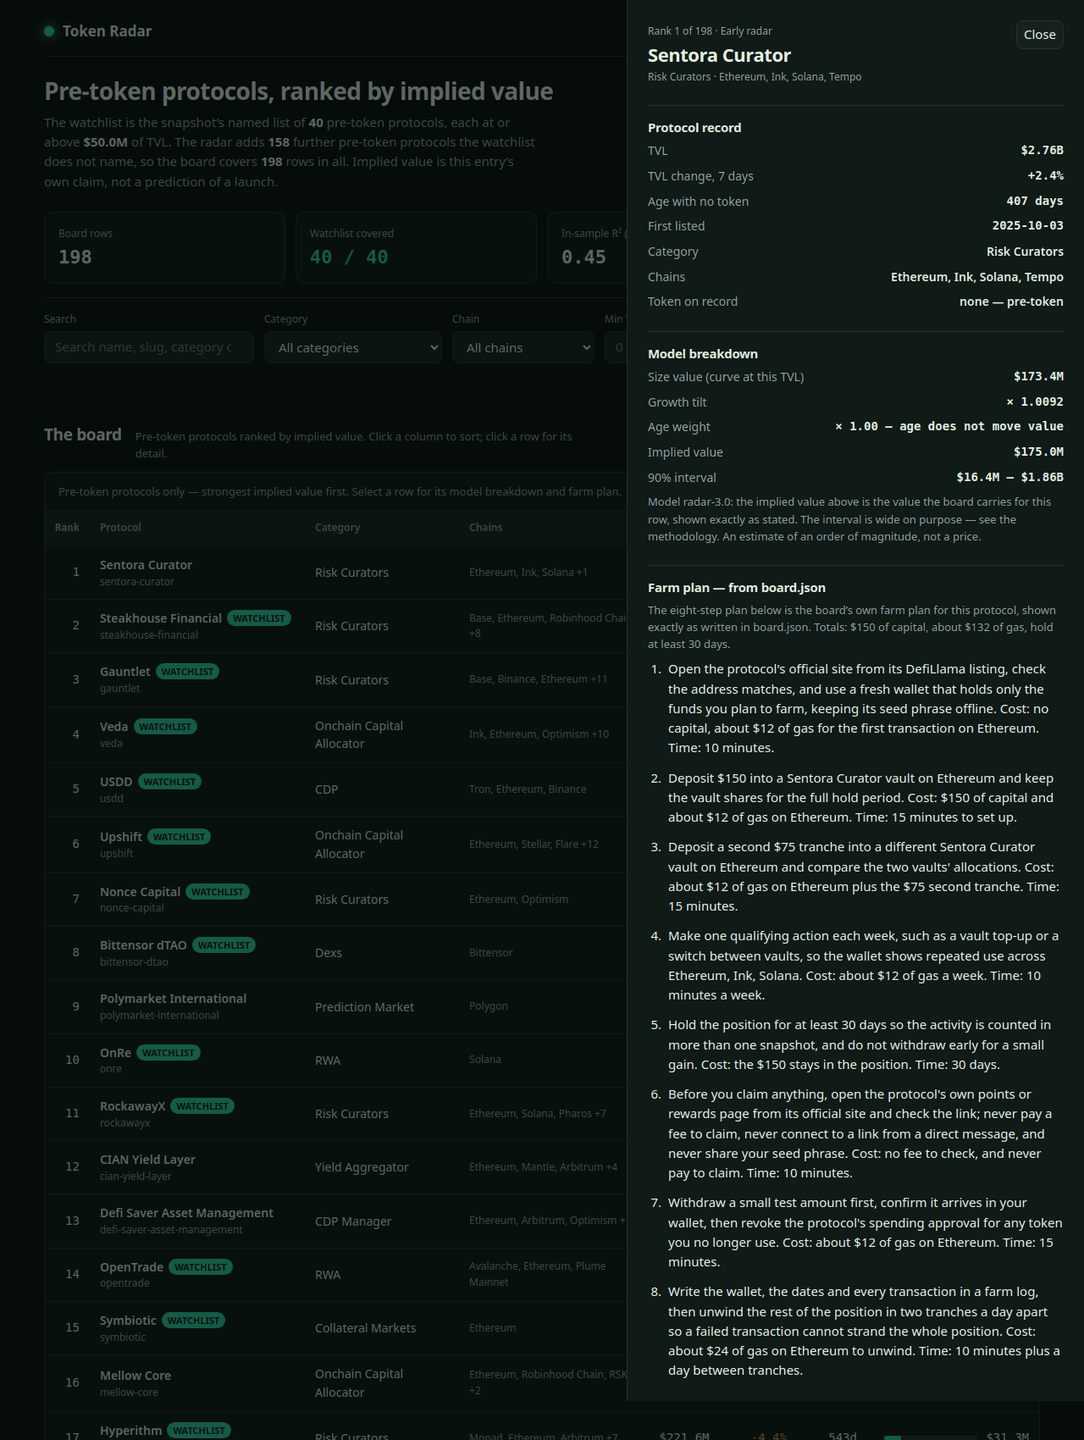 Token Radar
Pre-token protocols, ranked by implied value
The watchlist is the snapshot's named list of 40 pre-token protocols, each at or
above $50.0M of TVL. The radar adds 158 further pre-token protocols the watchlist
does not name, so the board covers 198 rows in all. Implied value is this entry's
own claim, not a prediction of a launch.
Board rows
198
Watchlist covered
40 / 40
In-sample R² (
0.45
Search
Search name, slug, category c
Category
All categories
Chain
All chains
Min
0
The board
Pre-token protocols ranked by implied value. Click a column to sort; click a row for its
detail.
Pre-token protocols only — strongest implied value first. Select a row for its model breakdown and farm plan.
Rank Protocol Category Chains
1 Sentora Curator Risk Curators Ethereum, Ink, Solana +1
sentora-curator
2 Steakhouse Financial WATCHLIST Risk Curators Base, Ethereum, Robinhood Chai
steakhouse-financial +8
3 Gauntlet WATCHLIST Risk Curators Base, Binance, Ethereum +11
gauntlet
4 Veda WATCHLIST Onchain Capital Allocator Ink, Ethereum, Optimism +10
veda
5 USDD WATCHLIST CDP Tron, Ethereum, Binance
usdd
6 Upshift WATCHLIST Onchain Capital Allocator Ethereum, Stellar, Flare +12
upshift
7 Nonce Capital WATCHLIST Risk Curators Ethereum, Optimism
nonce-capital
8 Bittensor dTAO WATCHLIST Dexs Bittensor
bittensor-dtao
9 Polymarket International Prediction Market Polygon
polymarket-international
10 OnRe WATCHLIST RWA Solana
onre
11 RockawayX WATCHLIST Risk Curators Ethereum, Solana, Pharos +7
rockawayx
12 CIAN Yield Layer Yield Aggregator Ethereum, Mantle, Arbitrum +4
cian-yield-layer
13 Defi Saver Asset Management CDP Manager Ethereum, Arbitrum, Optimism +
defi-saver-asset-management
14 OpenTrade WATCHLIST RWA Avalanche, Ethereum, Plume
opentrade Mainnet
15 Symbiotic WATCHLIST Collateral Markets Ethereum
symbiotic
16 Mellow Core Onchain Capital Allocator Ethereum, Robinhood Chain, RSK
mellow-core +2
17 Hyperithm WATCHLIST Risk Curators Monad, Ethereum, Arbitrum +7 $221.6M -4.4% 543d $31.3M
Rank 1 of 198 · Early radar
Close
Sentora Curator
Risk Curators · Ethereum, Ink, Solana, Tempo
Protocol record
TVL $2.76B
TVL change, 7 days +2.4%
Age with no token 407 days
First listed 2025-10-03
Category Risk Curators
Chains Ethereum, Ink, Solana, Tempo
Token on record none — pre-token
Model breakdown
Size value (curve at this TVL) $173.4M
Growth tilt × 1.0092
Age weight × 1.00 — age does not move value
Implied value $175.0M
90% interval $16.4M — $1.86B
Model radar-3.0: the implied value above is the value the board carries for this
row, shown exactly as stated. The interval is wide on purpose — see the
methodology. An estimate of an order of magnitude, not a price.
Farm plan — from board.json
The eight-step plan below is the board's own farm plan for this protocol, shown
exactly as written in board.json. Totals: $150 of capital, about $132 of gas, hold
at least 30 days.
1. Open the protocol's official site from its DefiLlama listing, check
the address matches, and use a fresh wallet that holds only the
funds you plan to farm, keeping its seed phrase offline. Cost: no
capital, about $12 of gas for the first transaction on Ethereum.
Time: 10 minutes.
2. Deposit $150 into a Sentora Curator vault on Ethereum and keep
the vault shares for the full hold period. Cost: $150 of capital and
about $12 of gas on Ethereum. Time: 15 minutes to set up.
3. Deposit a second $75 tranche into a different Sentora Curator
vault on Ethereum and compare the two vaults' allocations. Cost:
about $12 of gas on Ethereum plus the $75 second tranche. Time:
15 minutes.
4. Make one qualifying action each week, such as a vault top-up or a
switch between vaults, so the wallet shows repeated use across
Ethereum, Ink, Solana. Cost: about $12 of gas a week. Time: 10
minutes a week.
5. Hold the position for at least 30 days so the activity is counted in
more than one snapshot, and do not withdraw early for a small
gain. Cost: the $150 stays in the position. Time: 30 days.
6. Before you claim anything, open the protocol's own points or
rewards page from its official site and check the link; never pay a
fee to claim, never connect to a link from a direct message, and
never share your seed phrase. Cost: no fee to check, and never
pay to claim. Time: 10 minutes.
7. Withdraw a small test amount first, confirm it arrives in your
wallet, then revoke the protocol's spending approval for any token
you no longer use. Cost: about $12 of gas on Ethereum. Time: 15
minutes.
8. Write the wallet, the dates and every transaction in a farm log,
then unwind the rest of the position in two tranches a day apart
so a failed transaction cannot strand the whole position. Cost:
about $24 of gas on Ethereum to unwind. Time: 10 minutes plus a
day between tranches.